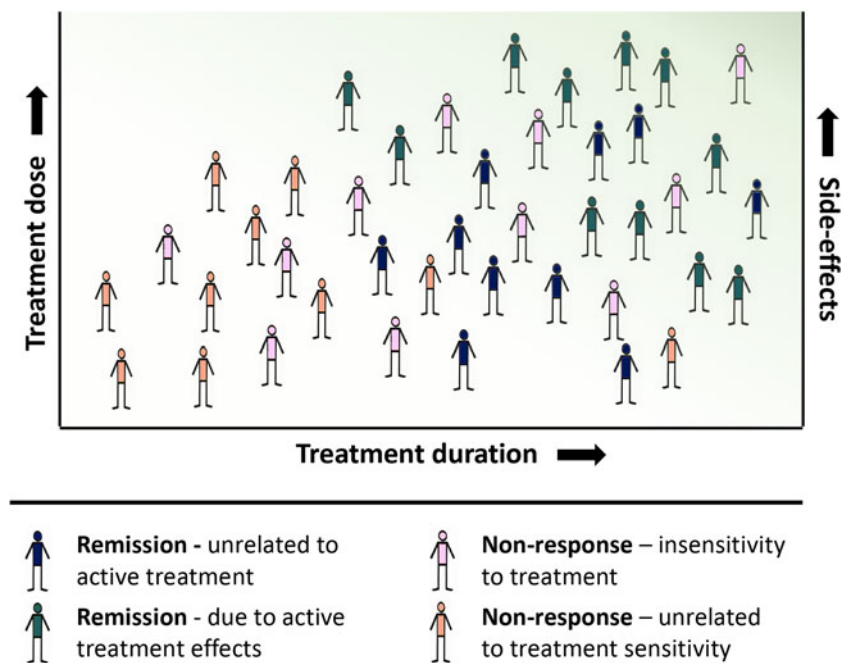 Treatment dose
Side-effects
Treatment duration
Remission - unrelated to
active treatment
Remission - due to active
treatment effects
Non-response – insensitivity
to treatment
Non-response – unrelated
to treatment sensitivity